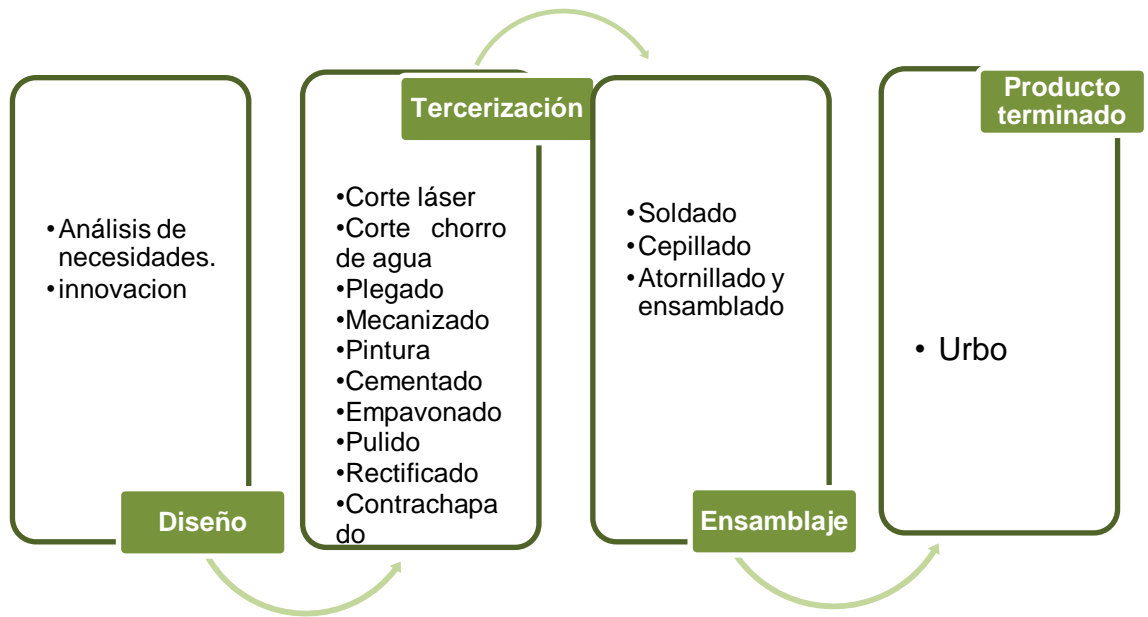 •Análisis de
necesidades.
•innovacion
Diseño
Tercerización
•Corte láser
•Corte chorro
de agua
•Plegado
•Mecanizado
•Pintura
•Cementado
•Empavonado
•Pulido
•Rectificado
•Contrachapa
do
•Soldado
•Cepillado
•Atornillado y
ensamblado
Ensamblaje
Producto
terminado
• Urbo